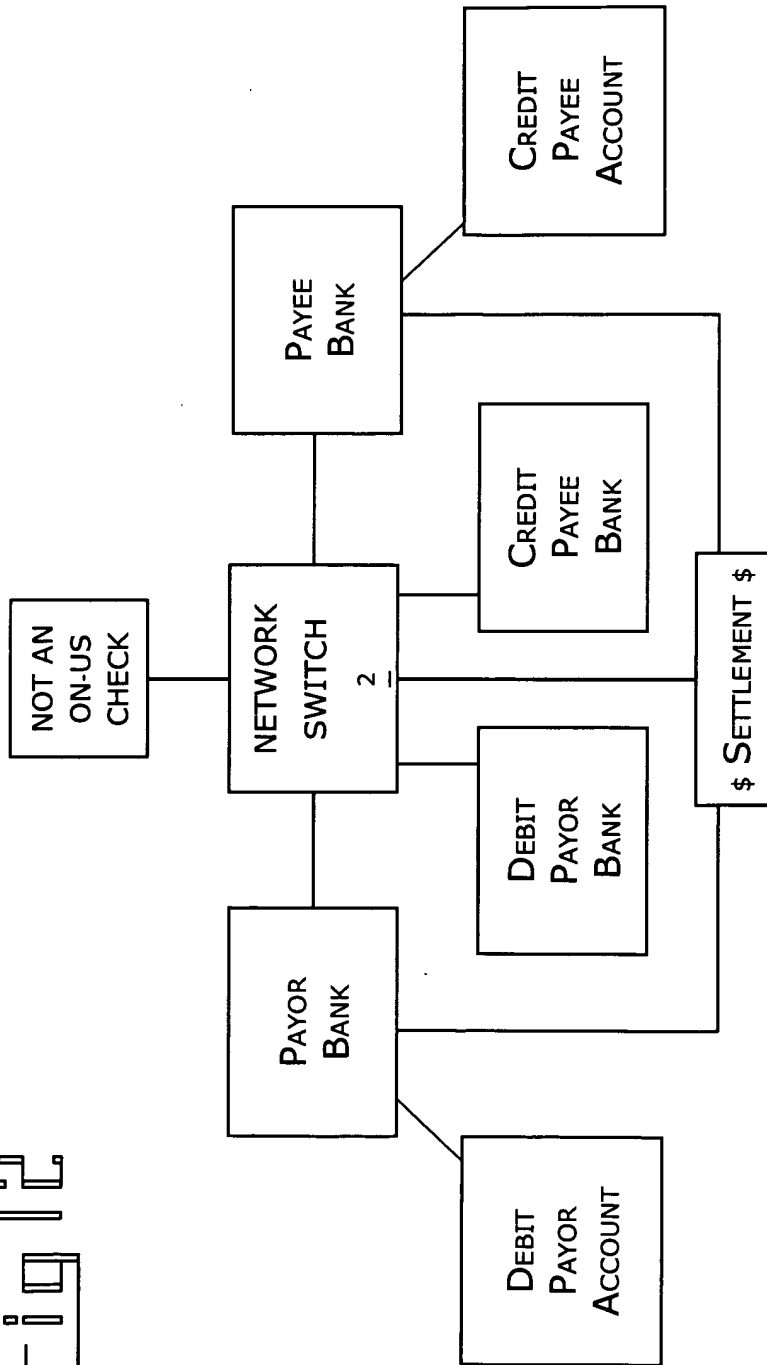 NOT AN
ON-US
CHECK
PAYOR
BANK
NETWORK
SWITCH
2
PAYEE
BANK
DEBIT
PAYOR
ACCOUNT
DEBIT
PAYOR
BANK
CREDIT
PAYEE
BANK
CREDIT
PAYEE
ACCOUNT
$ SETTLEMENT $